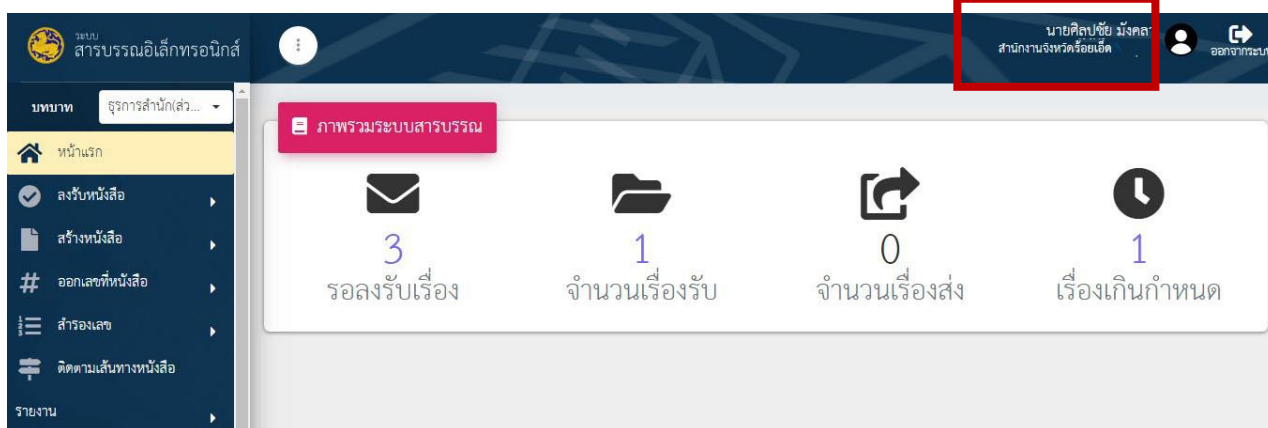 ระบบ
สารบรรณอิเล็กทรอนิกส์
นายศิลปชัย มังคลา
สำนักงานจังหวัดร้อยเอ็ด
ออกจากระบบ
บทบาท
ธุรการสำนัก(ส่ว...
หน้าแรก
ลงรับหนังสือ
สร้างหนังสือ
ออกเลขที่หนังสือ
สำรองเลข
ติดตามเส้นทางหนังสือ
รายงาน
ภาพรวมระบบสารบรรณ
3
รอลงรับเรื่อง
1
จำนวนเรื่องรับ
0
จำนวนเรื่องส่ง
1
เรื่องเกินกำหนด